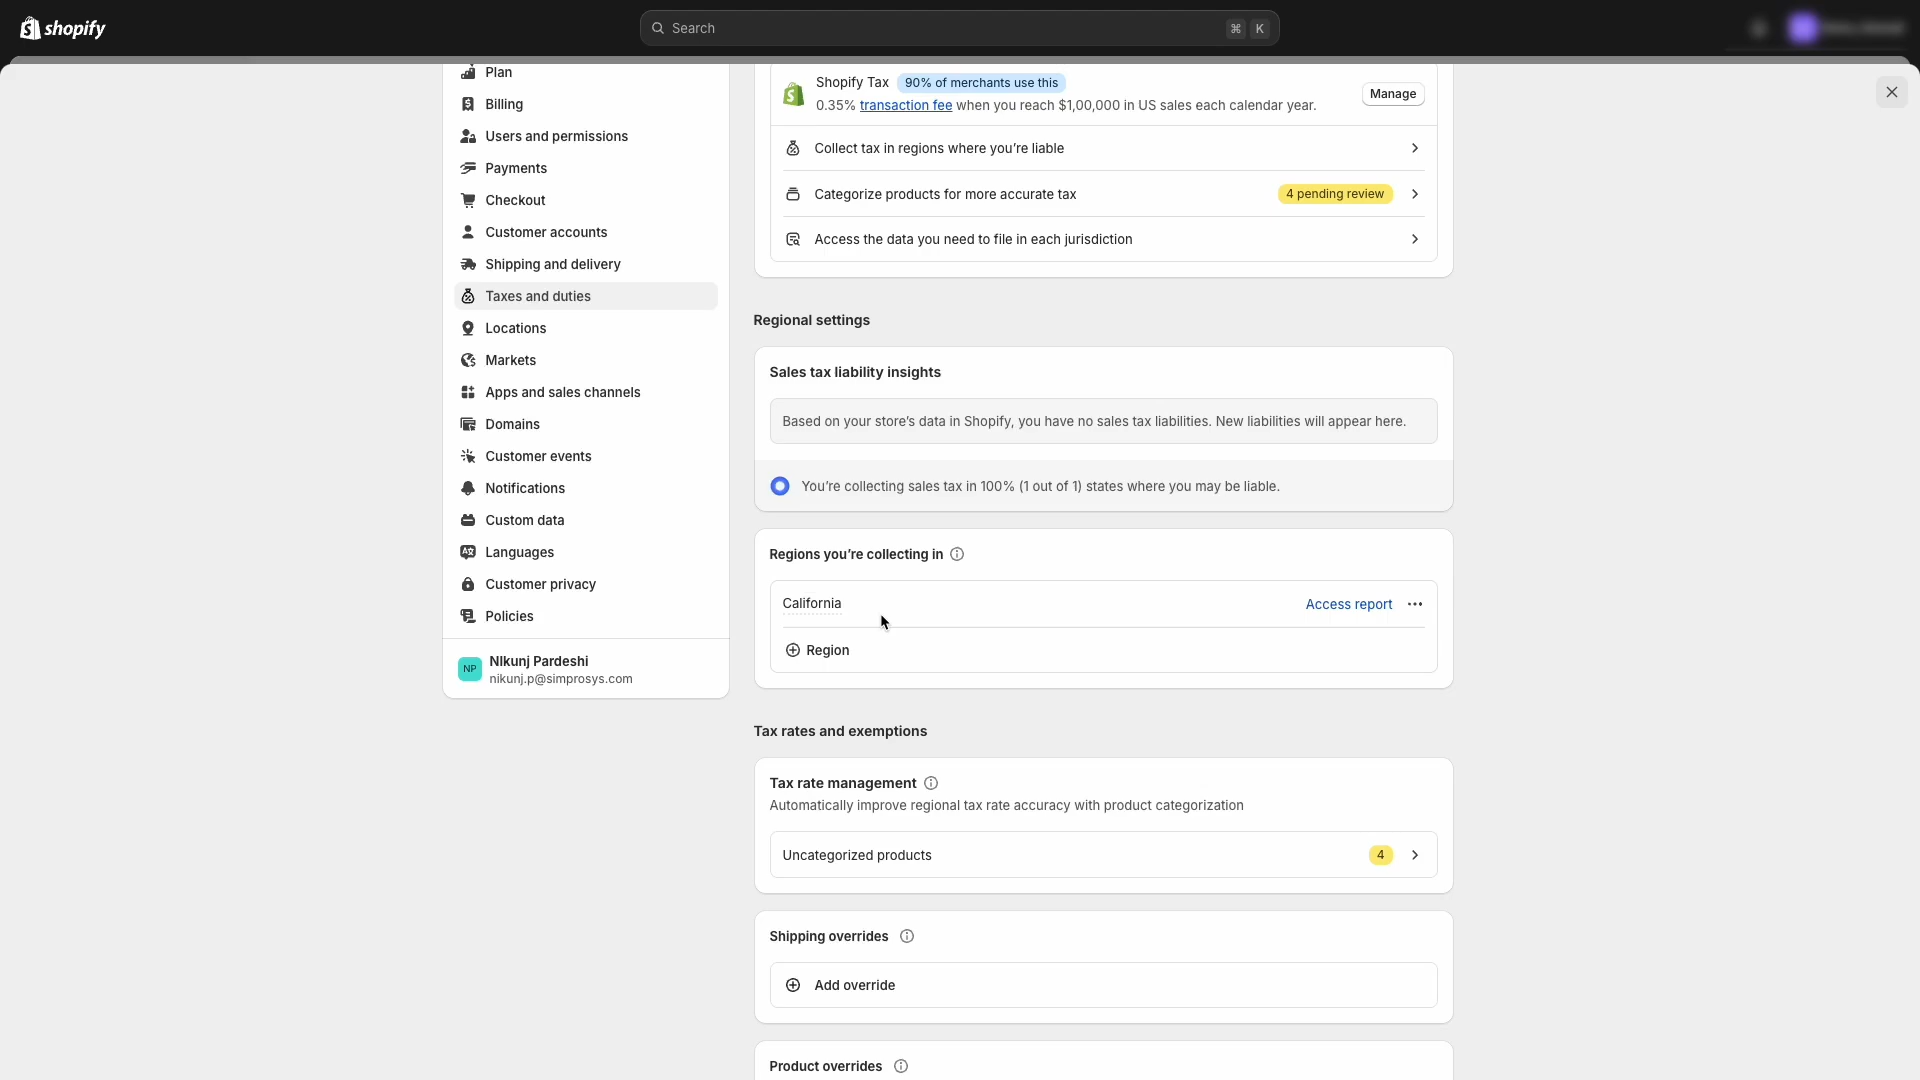 shopify
Search
⌘ K
Plan
Billing
Users and permissions
Payments
Checkout
Customer accounts
Shipping and delivery
Taxes and duties
Locations
Markets
Apps and sales channels
Domains
Customer events
Notifications
Custom data
Languages
Customer privacy
Policies
NP
NIkunj Pardeshi
nikunj.p@simprosys.com
Shopify Tax 90% of merchants use this
0.35% transaction fee when you reach $1,00,000 in US sales each calendar year.
Manage
Collect tax in regions where you're liable
Categorize products for more accurate tax 4 pending review
Access the data you need to file in each jurisdiction
Regional settings
Sales tax liability insights
Based on your store's data in Shopify, you have no sales tax liabilities. New liabilities will appear here.
You're collecting sales tax in 100% (1 out of 1) states where you may be liable.
Regions you're collecting in
California Access report
Region
Tax rates and exemptions
Tax rate management
Automatically improve regional tax rate accuracy with product categorization
Uncategorized products 4
Shipping overrides
Add override
Product overrides